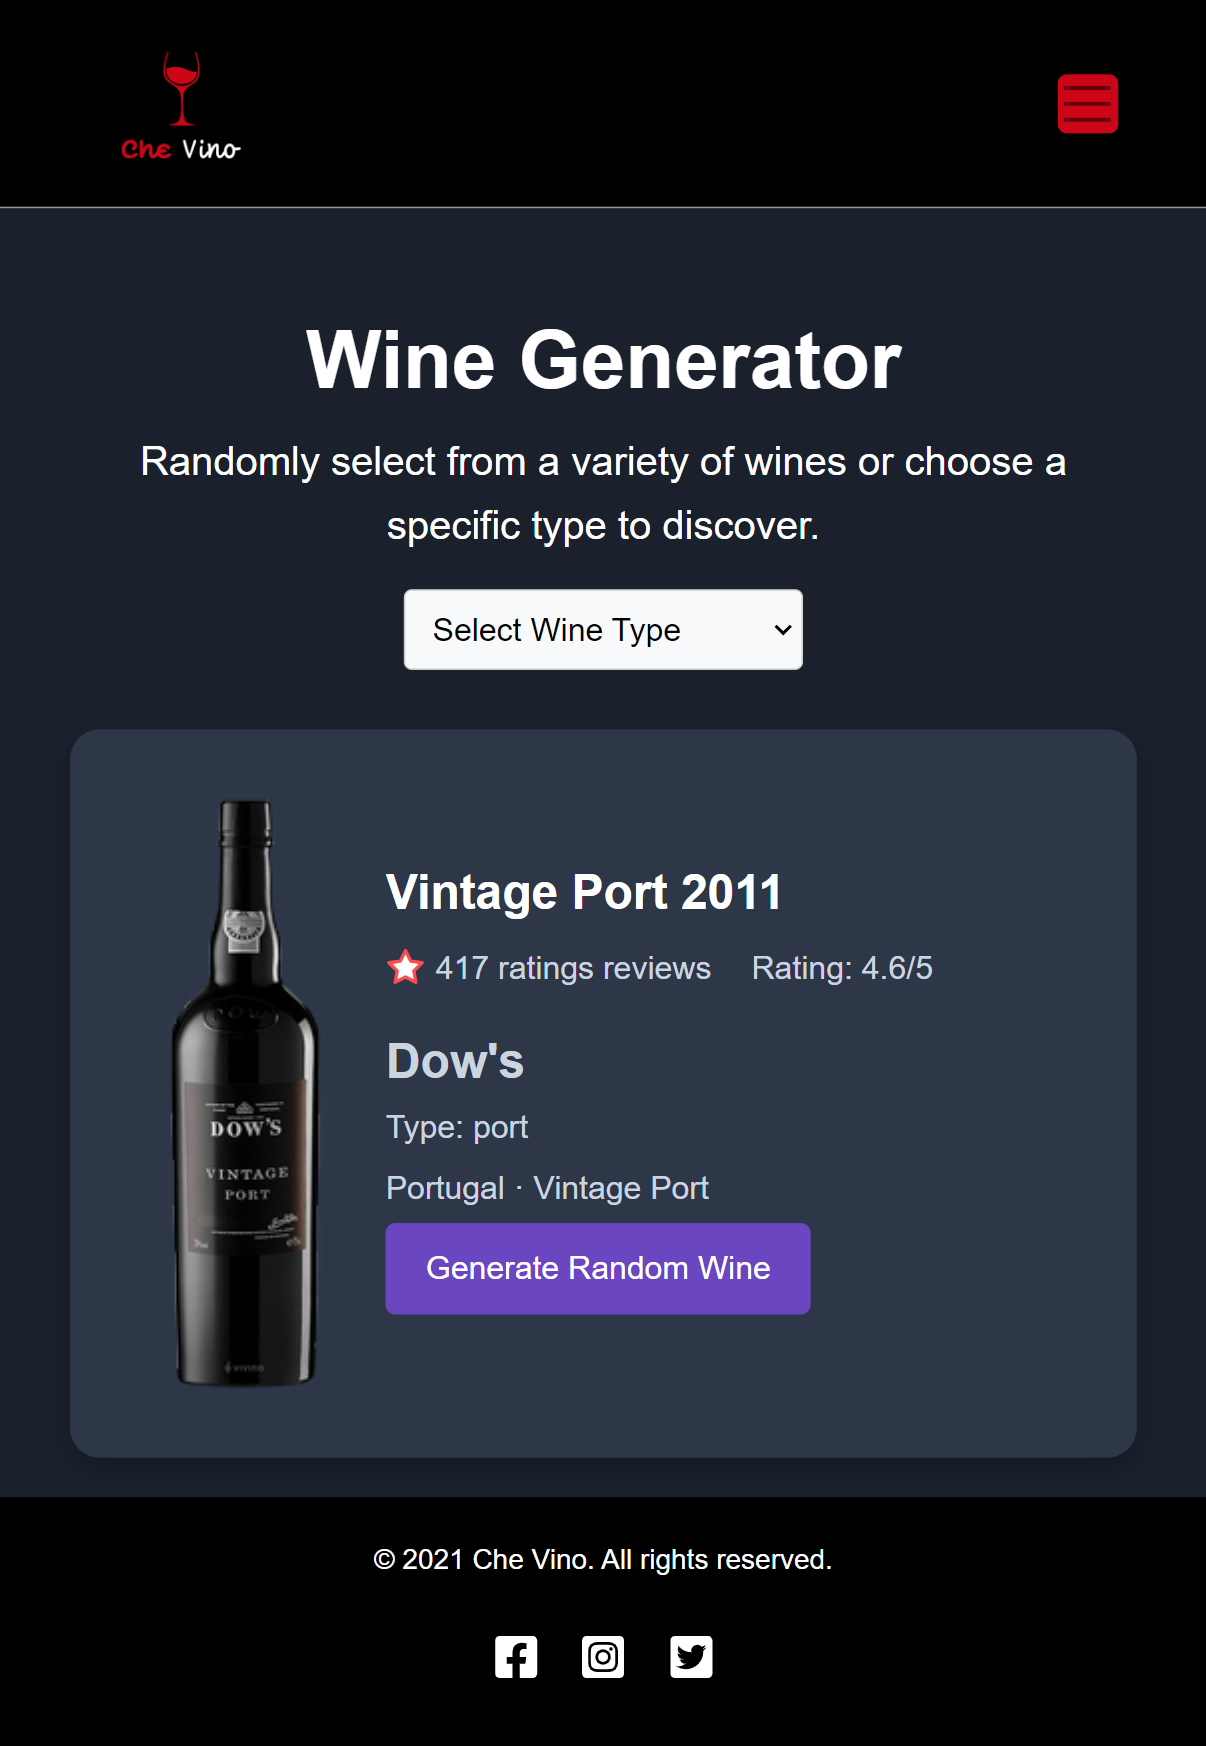 Che Vino
Wine Generator
Randomly select from a variety of wines or choose a
specific type to discover.
Select Wine Type
Vintage Port 2011
417 ratings reviews Rating: 4.6/5
Dow's
Type: port
Portugal · Vintage Port
Generate Random Wine
DOW
DOW'S
VINTAGE
PORT
VIVINO
© 2021 Che Vino. All rights reserved.